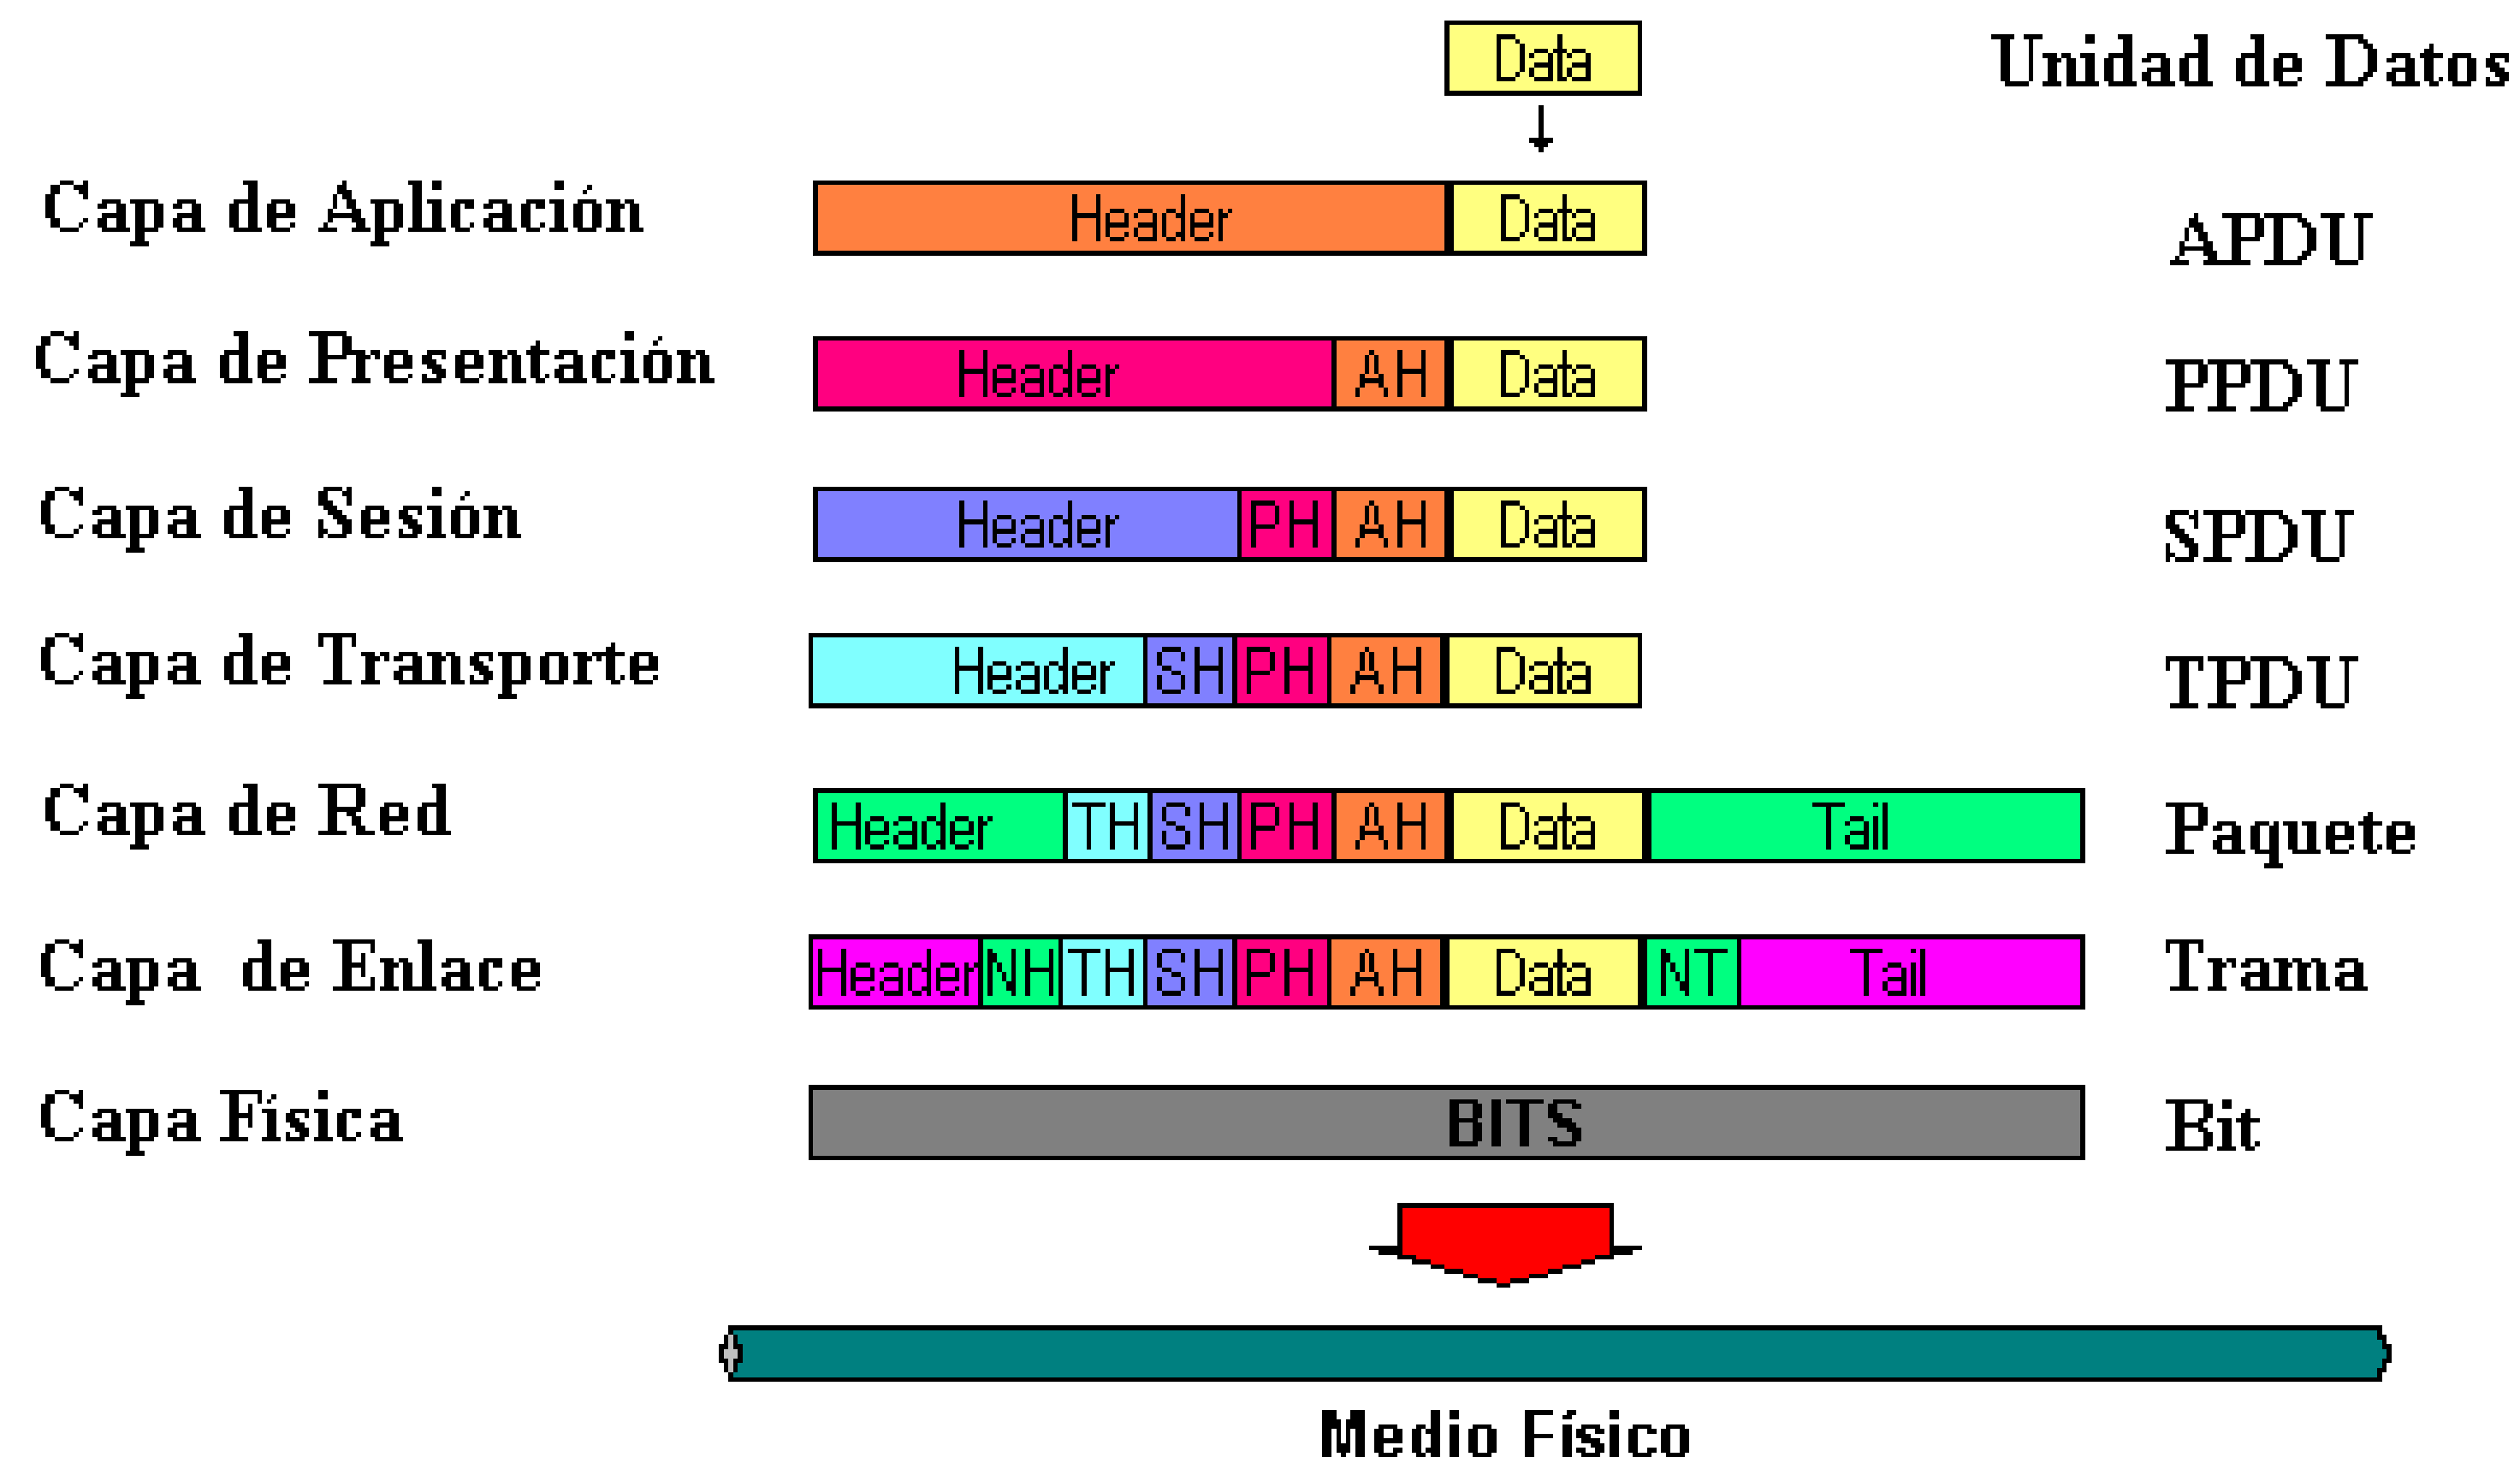 Data Unidad de Datos
Capa de Aplicación Header Data APDU
Capa de Presentación Header AH Data PPDU
Capa de Sesión Header PH AH Data SPDU
Capa de Transporte Header SH PH AH Data TPDU
Capa de Red Header TH SH PH AH Data Tail Paquete
Capa de Enlace Header NH TH SH PH AH Data NT Tail Trama
Capa Física BITS Bit
Medio Físico